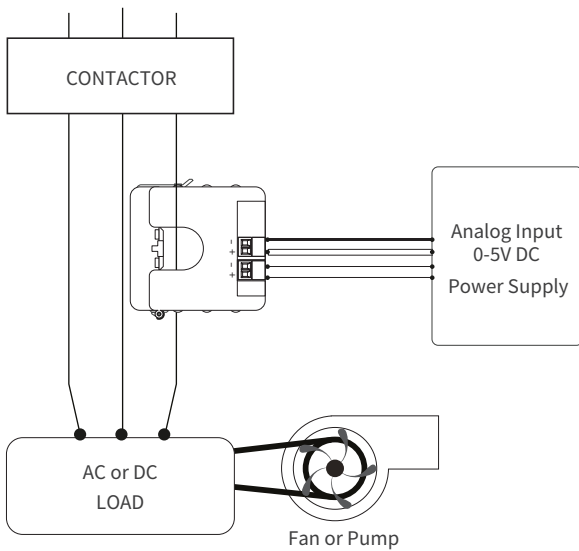 CONTACTOR
-
+
-
+
Analog Input
0-5V DC
Power Supply
AC or DC
LOAD
Fan or Pump